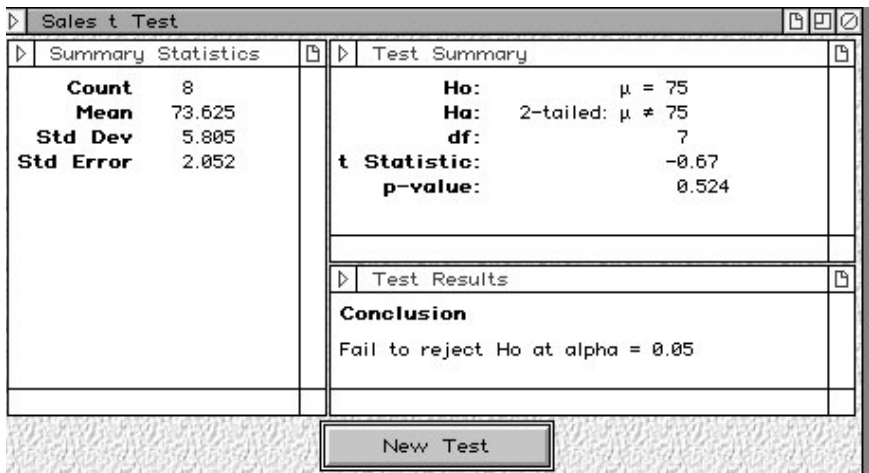 Sales t Test
Summary Statistics
Count 8
Mean 73.625
Std Dev 5.805
Std Error 2.052
Test Summary
Ho: μ = 75
Ha: 2-tailed: μ ≠ 75
df: 7
t Statistic: -0.67
p-value: 0.524
Test Results
Conclusion
Fail to reject Ho at alpha = 0.05
New Test